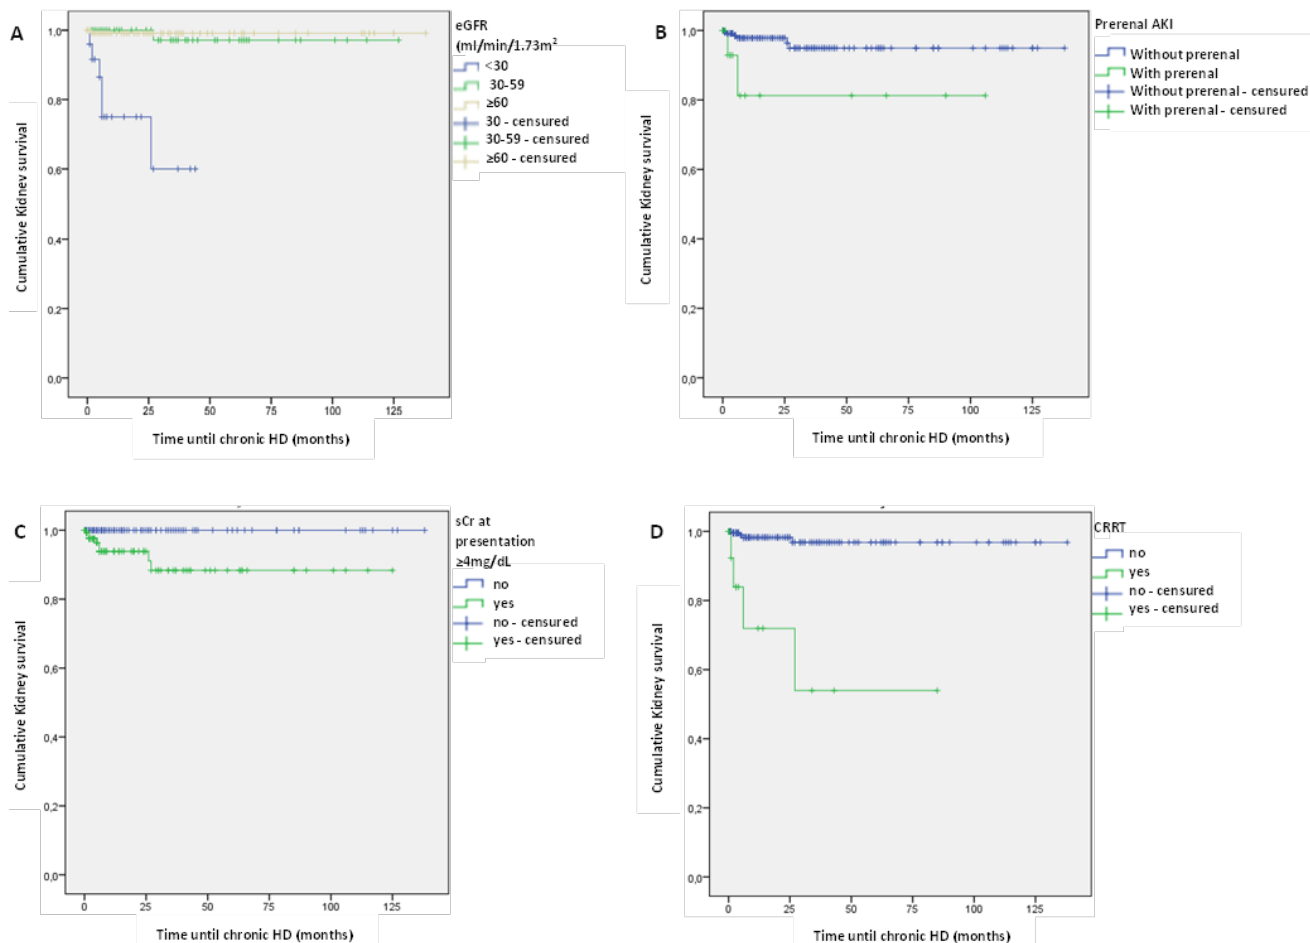 A
1,0
0,8
0,6
0,4
0,2
0,0
0
25
50
75
100
125
Cumulative Kidney survival
Time until chronic HD (months)
eGFR
(ml/min/1.73m²
<30
30-59
≥60
30 - censured
30-59 - censured
≥60 - censured
B
1,0
0,8
0,6
0,4
0,2
0,0
0
25
50
75
100
125
Cumulative Kidney survival
Time until chronic HD (months)
Prerenal AKI
Without prerenal
With prerenal
Without prerenal - censured
With prerenal - censured
C
1,0
0,8
0,6
0,4
0,2
0,0
0
25
50
75
100
125
Cumulative Kidney survival
Time until chronic HD (months)
sCr at
presentation
≥4mg/dL
no
yes
no - censured
yes - censured
D
1,0
0,8
0,6
0,4
0,2
0,0
0
25
50
75
100
125
Cumulative Kidney survival
Time until chronic HD (months)
CRRT
no
yes
no - censured
yes - censured